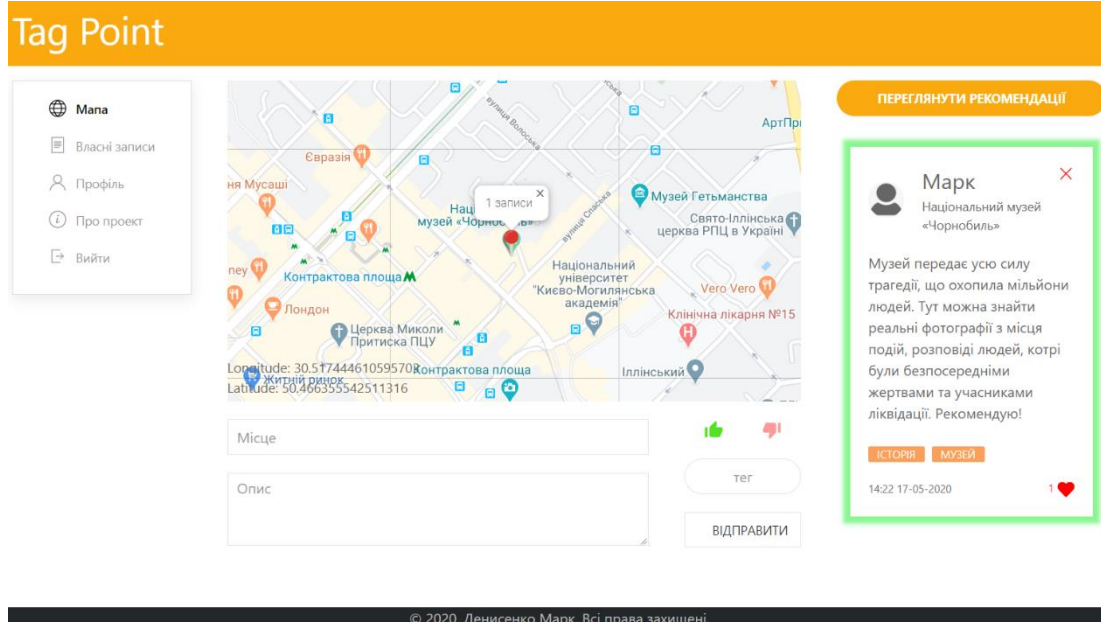 Tag Point
Мапа
Власні записи
Профіль
Про проект
Вийти
вулиця Волоська
АртПр
Євразія
ня Мусаші
1 записи
×
Музей Гетьманства
музей «Чорнобиль»
вулиця Спаська
Свято-Іллінська
церква РПЦ в Україні
Контрактова площа
Національний
університет
"Києво-Могилянська
академія"
Vero Vero
ney
Лондон
Клінічна лікарня №15
Церква Миколи
Притиска ПЦУ
Longitude: 30.517444610595703
Контрактова площа
Іллінський
Житній ринок
Latitude: 50.466355542511316
Місце
Опис
тег
ВІДПРАВИТИ
ПЕРЕГЛЯНУТИ РЕКОМЕНДАЦІЇ
Марк
Національний музей
«Чорнобиль»
Музей передає усю силу
трагедії, що охопила мільйони
людей. Тут можна знайти
реальні фотографії з місця
подій, розповіді людей, котрі
були безпосередніми
жертвами та учасниками
ліквідації. Рекомендую!
ІСТОРІЯ МУЗЕЙ
14:22 17-05-2020 1
© 2020, Денисенко Марк. Всі права захищені